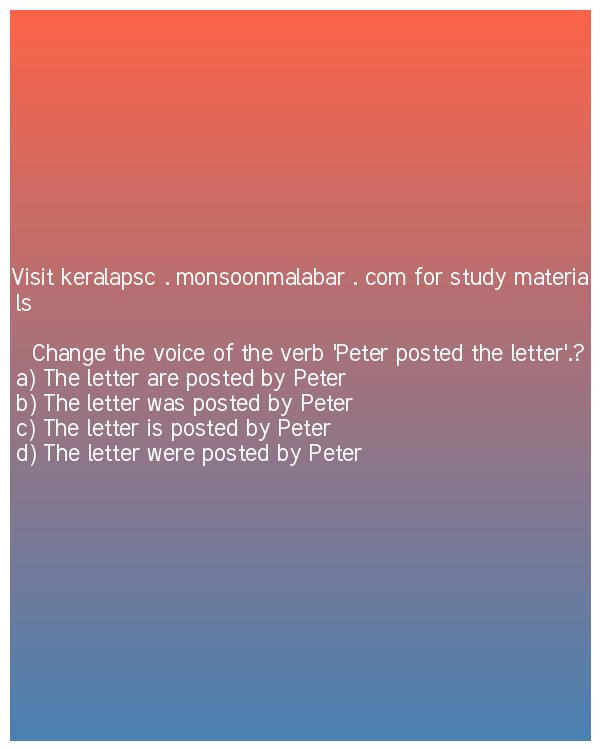 Visit keralapsc . monsoonmalabar . com for study materia
ls
Change the voice of the verb 'Peter posted the letter'.?
a) The letter are posted by Peter
b) The letter was posted by Peter
c) The letter is posted by Peter
d) The letter were posted by Peter